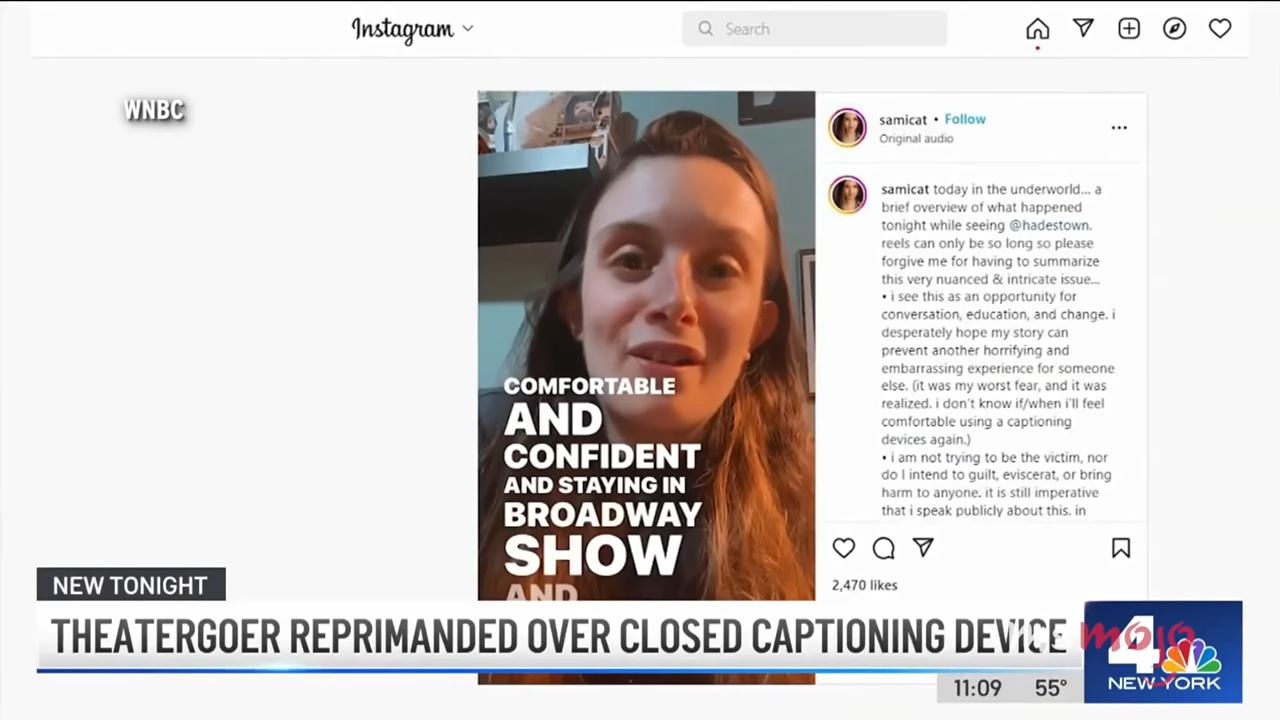 Instagram
Search
WNBC
samicat • Follow
Original audio
samicat today in the underworld... a
brief overview of what happened
tonight while seeing @hadestown.
reels can only be so long so please
forgive me for having to summarize
this very nuanced & intricate issue...
• i see this as an opportunity for
conversation, education, and change. i
desperately hope my story can
prevent another horrifying and
embarrassing experience for someone
else. (it was my worst fear, and it was
realized. i don't know if/when i'll feel
comfortable using a captioning
devices again.)
• i am not trying to be the victim, nor
do I intend to guilt, eviscerat, or bring
harm to anyone. it is still imperative
that i speak publicly about this. in
COMFORTABLE
AND
CONFIDENT
AND STAYING IN
BROADWAY
SHOW
AND
2,470 likes
NEW TONIGHT
THEATERGOER REPRIMANDED OVER CLOSED CAPTIONING DEVICE
4
NEW YORK
mojo
11:09 55°